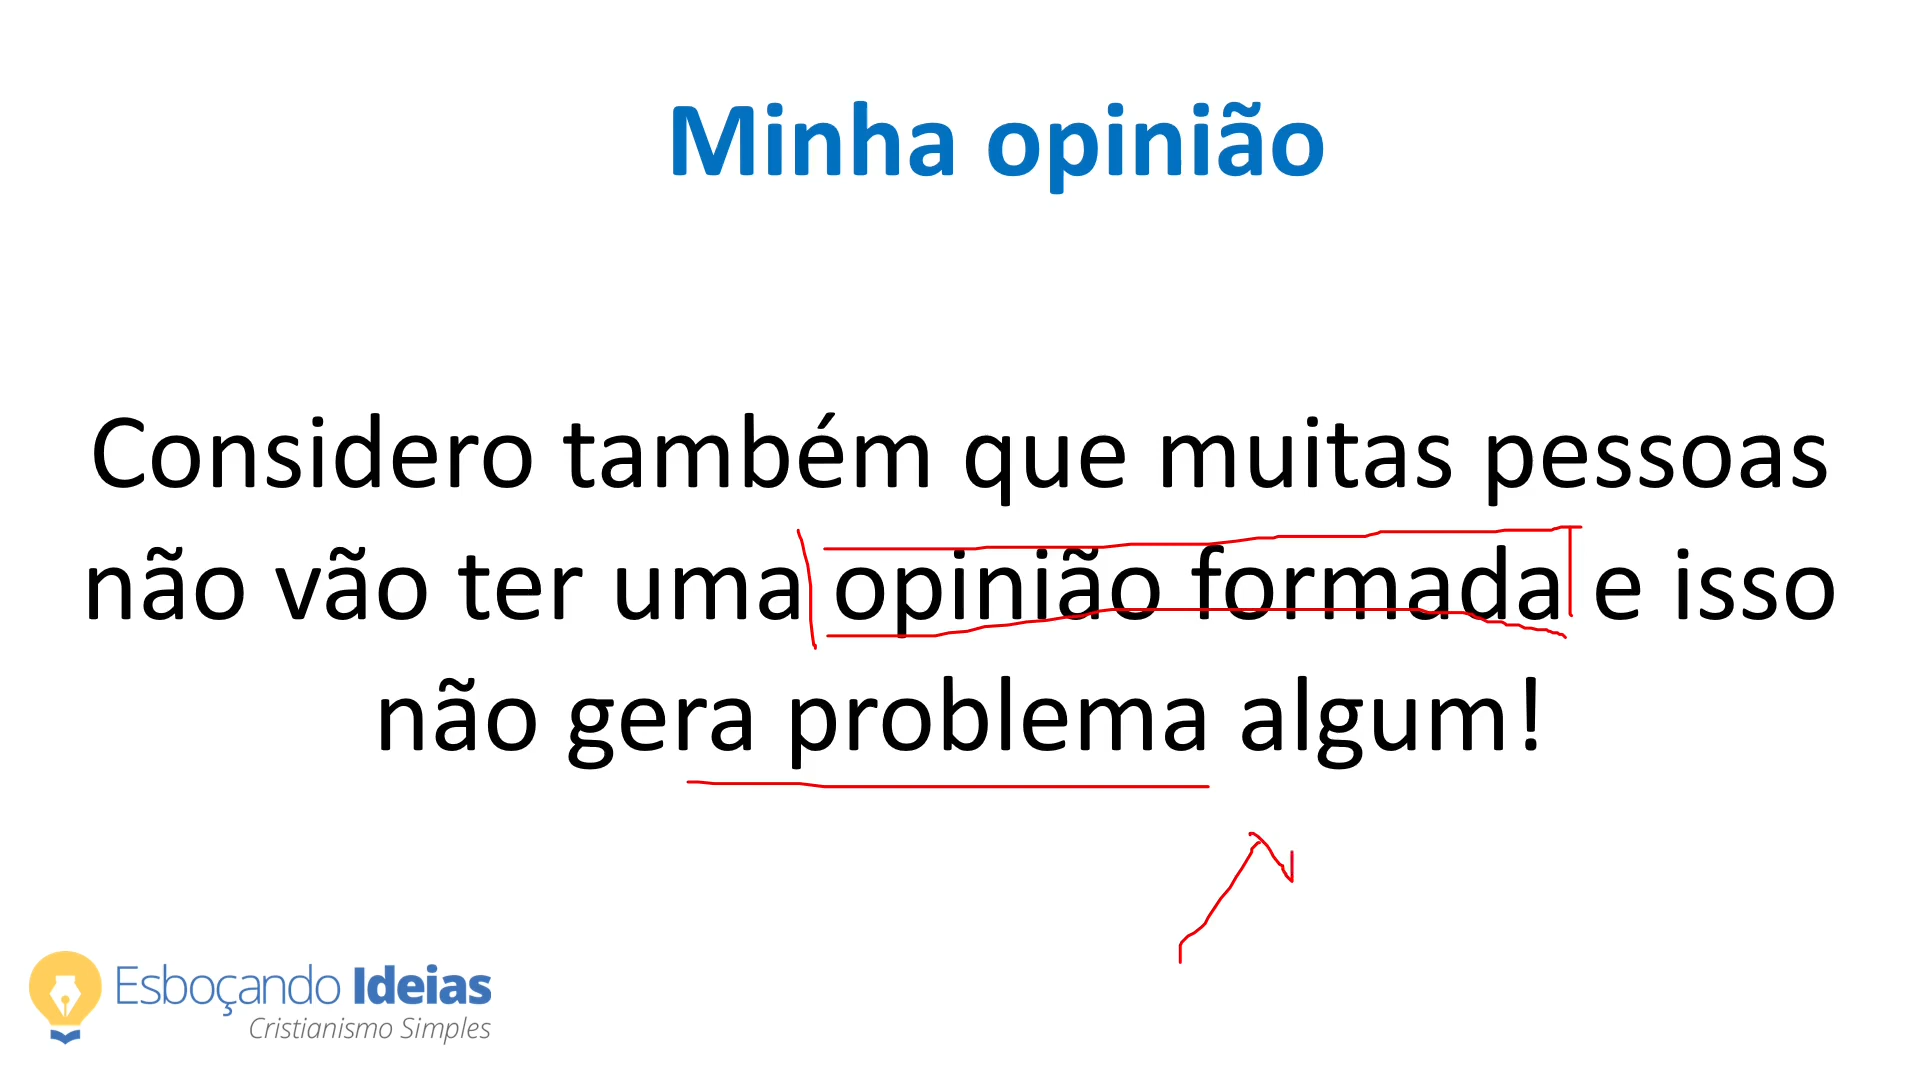 Minha opinião
Considero também que muitas pessoas
não vão ter uma opinião formada e isso
não gera problema algum!
Esboçando Ideias
Cristianismo Simples